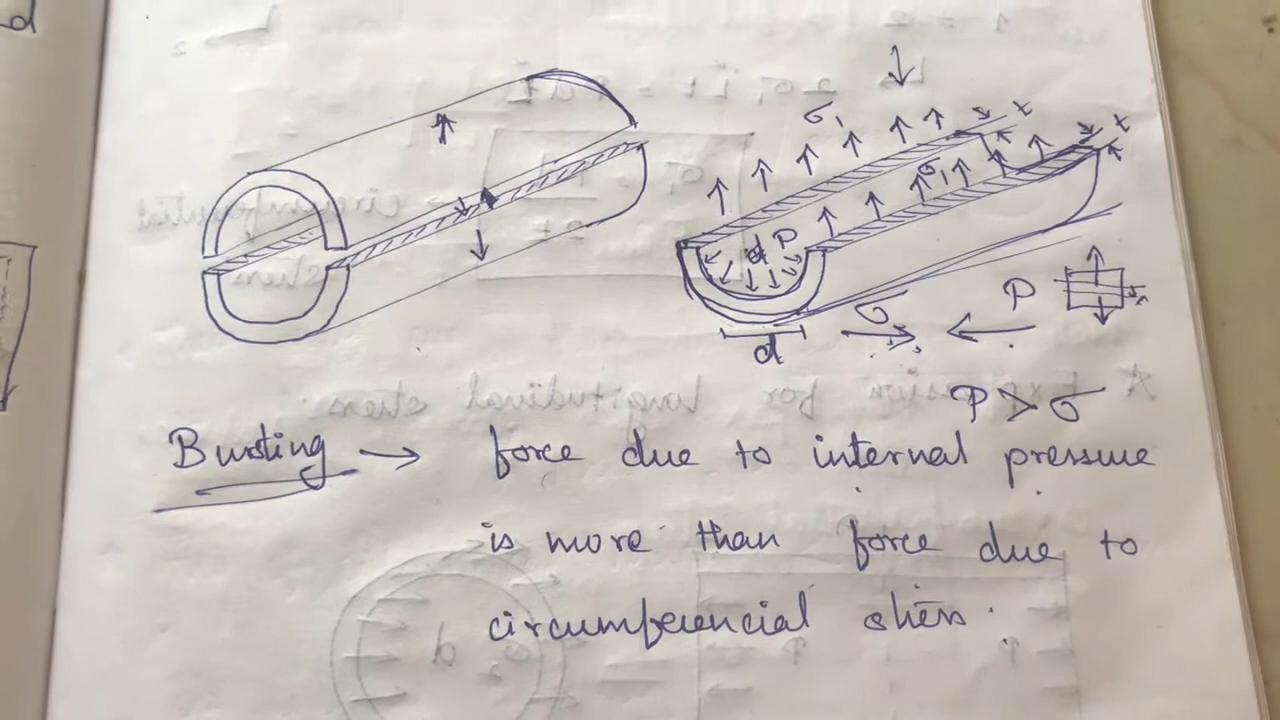 σ₁ t
t
σ₁
d P
P
σ
d
P > σ
Bursting → force due to internal pressure
is more than force due to
circumferencial stress.